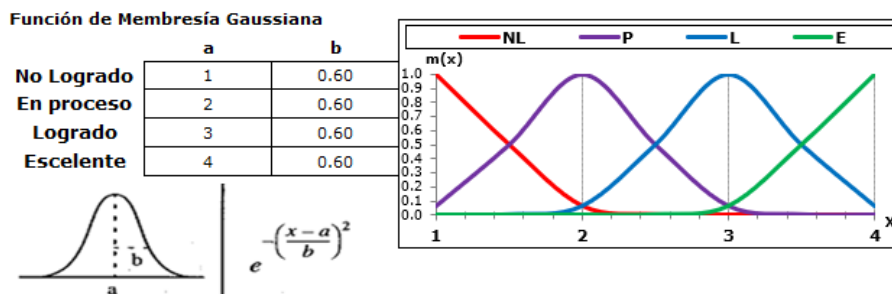 Función de Membresía Gaussiana
a b
No Logrado 1 0.60
En proceso 2 0.60
Logrado 3 0.60
Escelente 4 0.60
b
a
e^-((x-a)/b)^2
NL P L E
m(x)
1.0
0.9
0.8
0.7
0.6
0.5
0.4
0.3
0.2
0.1
0.0
1 2 3 4 X